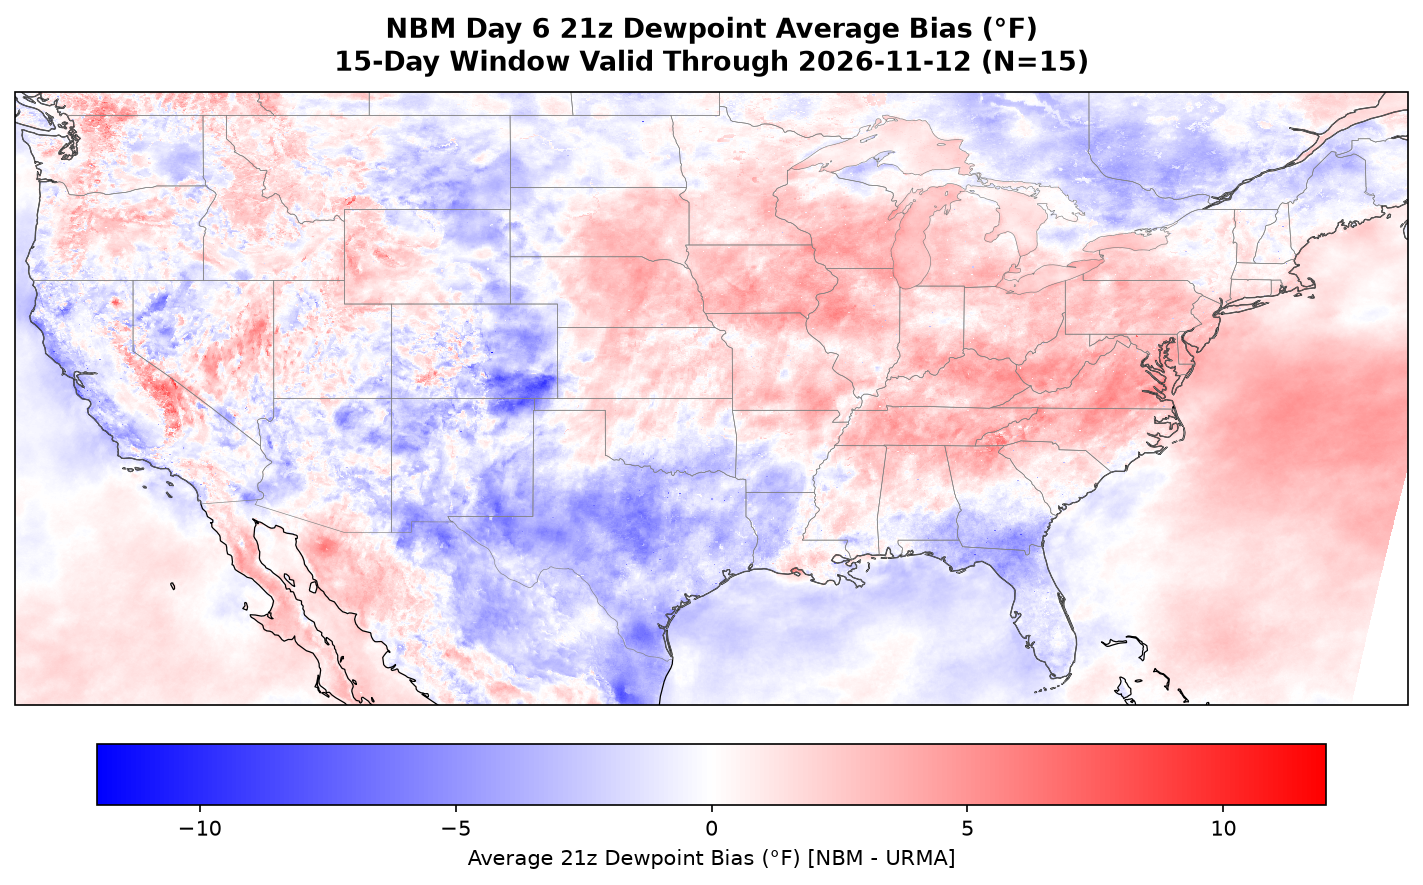 NBM Day 6 21z Dewpoint Average Bias (°F)
15-Day Window Valid Through 2026-11-12 (N=15)
−10 −5 0 5 10
Average 21z Dewpoint Bias (°F) [NBM - URMA]